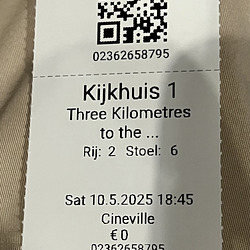 02362658795
Kijkhuis 1
Three Kilometres
to the ...
Rij: 2 Stoel: 6
Sat 10.5.2025 18:45
Cineville
€ 0
02362658795